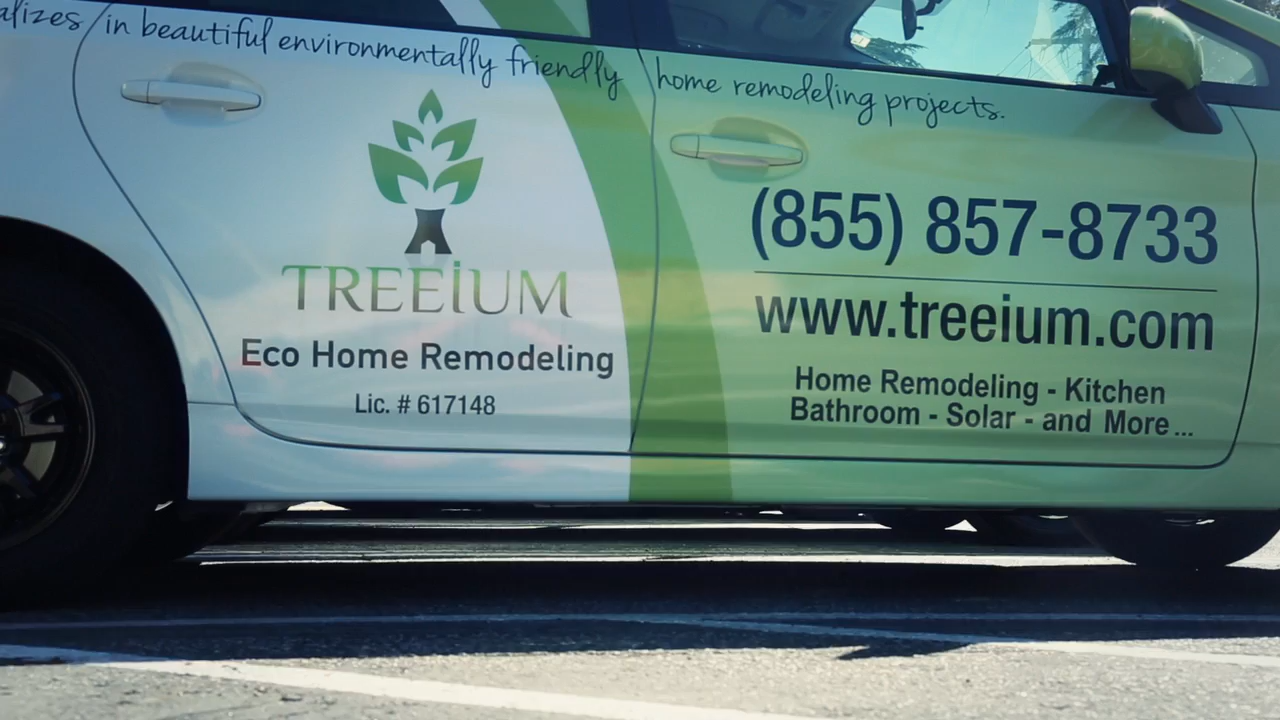 in beautiful environmentally friendly home remodeling projects.
TREEiUM
Eco Home Remodeling
Lic. # 617148
(855) 857-8733
www.treeium.com
Home Remodeling - Kitchen
Bathroom - Solar - and More...